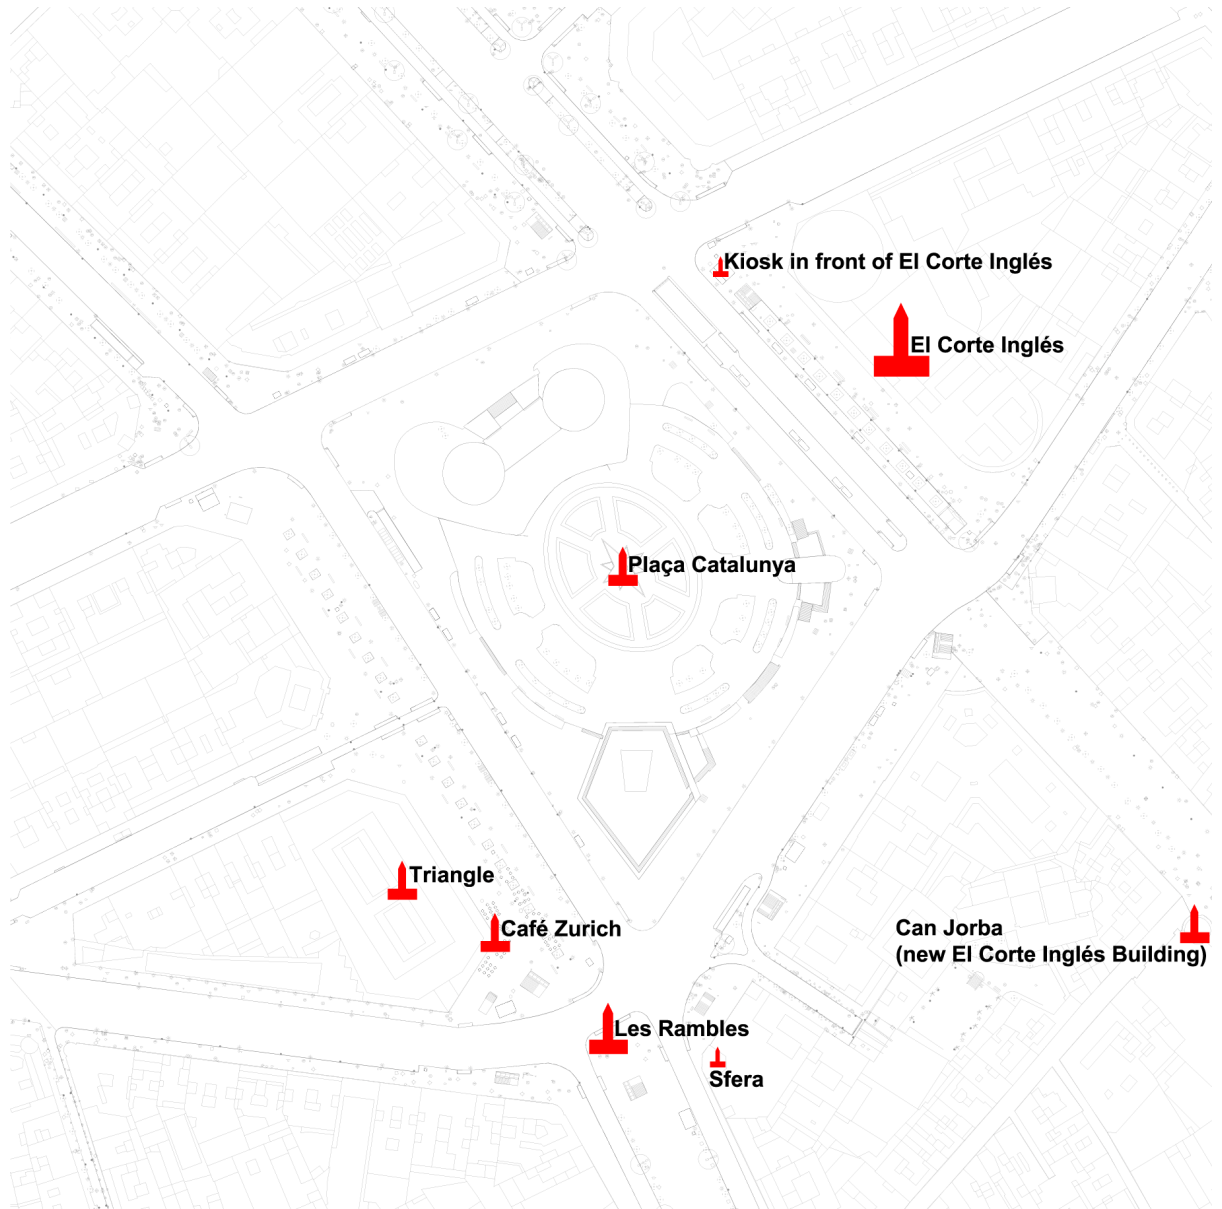 Kiosk in front of El Corte Inglés
El Corte Inglés
Plaça Catalunya
Triangle
Café Zurich
Can Jorba
(new El Corte Inglés Building)
Les Rambles
Sfera